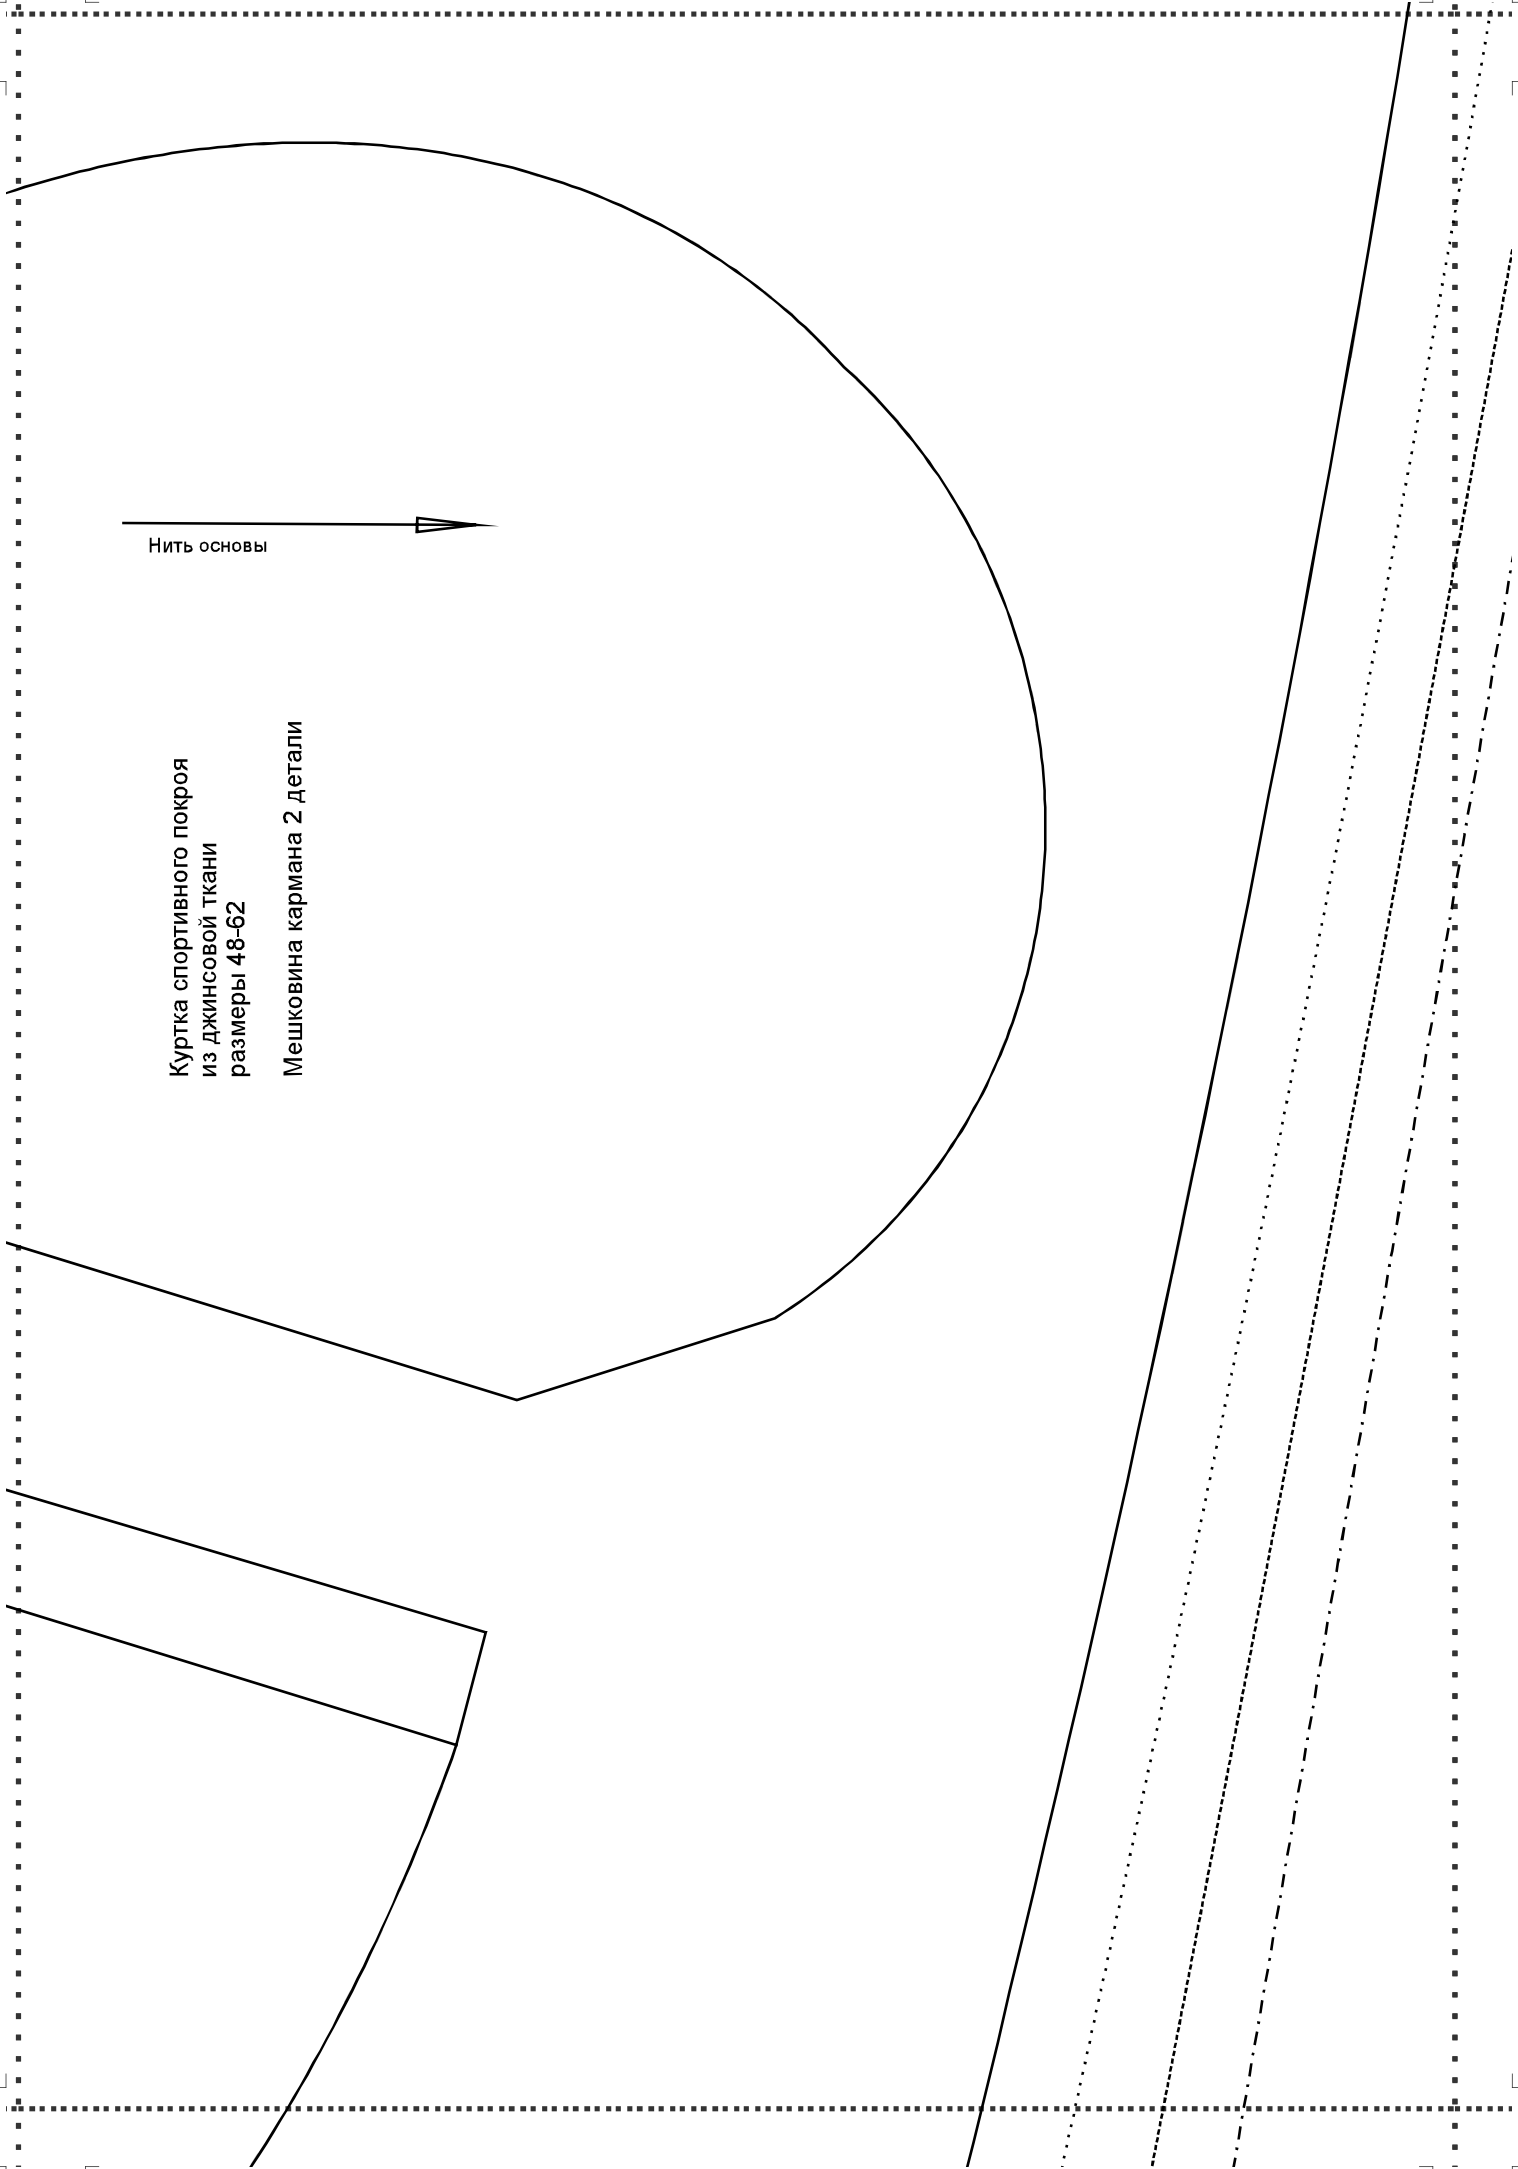 Нить основы
Куртка спортивного покроя
из джинсовой ткани
размеры 48-62
Мешковина кармана 2 детали